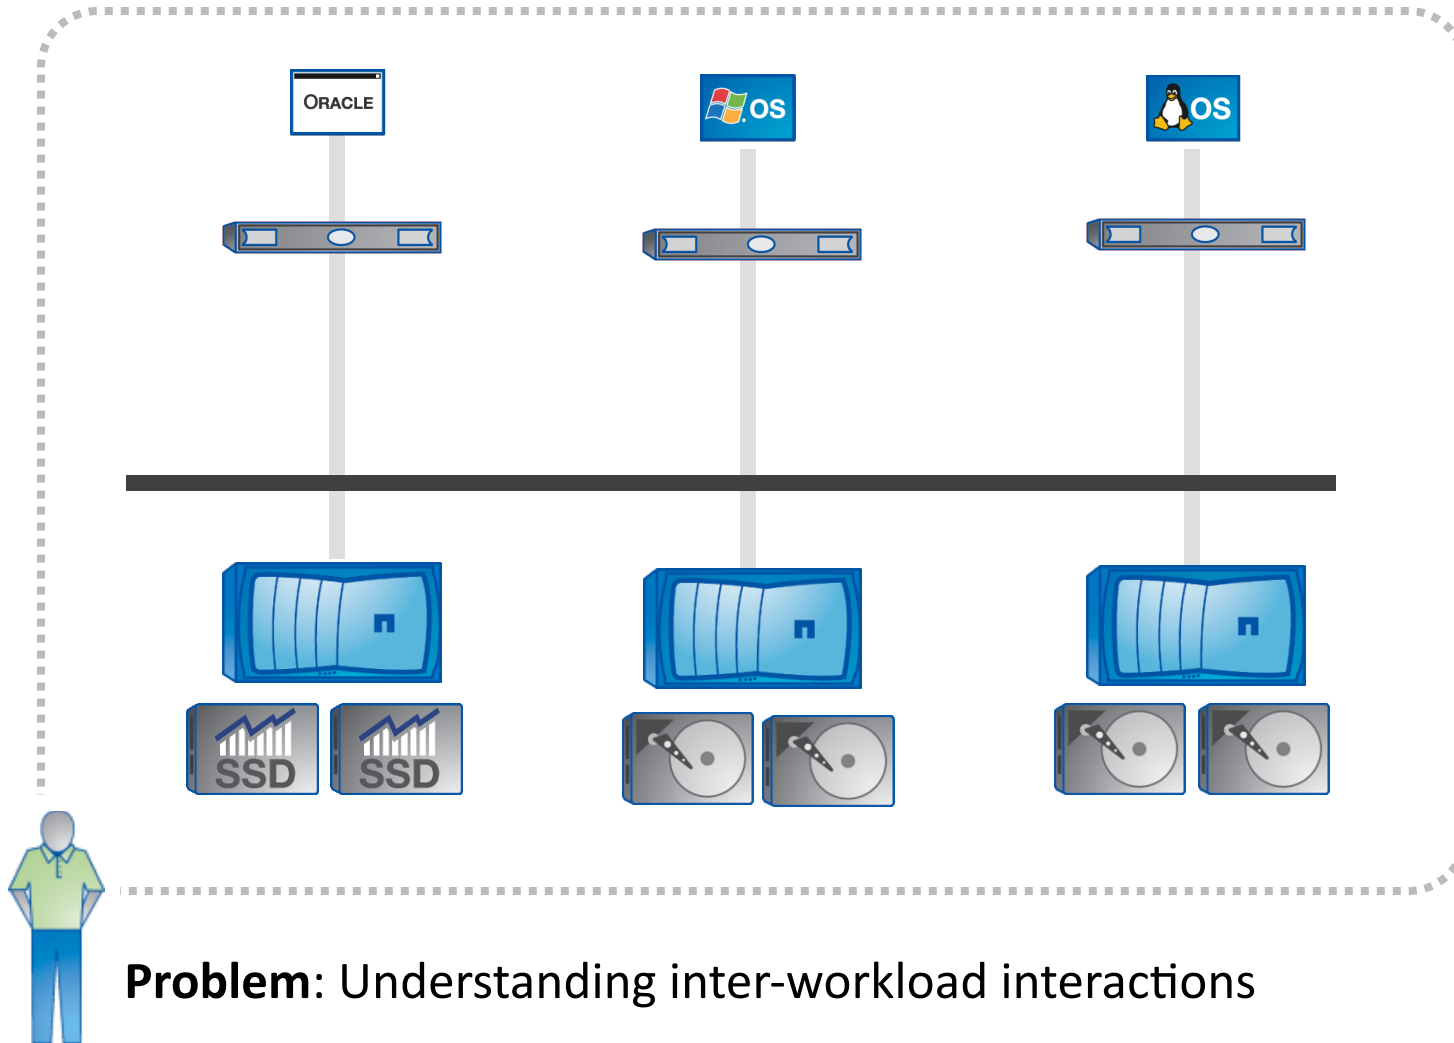 ORACLE
OS
OS
SSD
SSD
Problem: Understanding inter-workload interactions